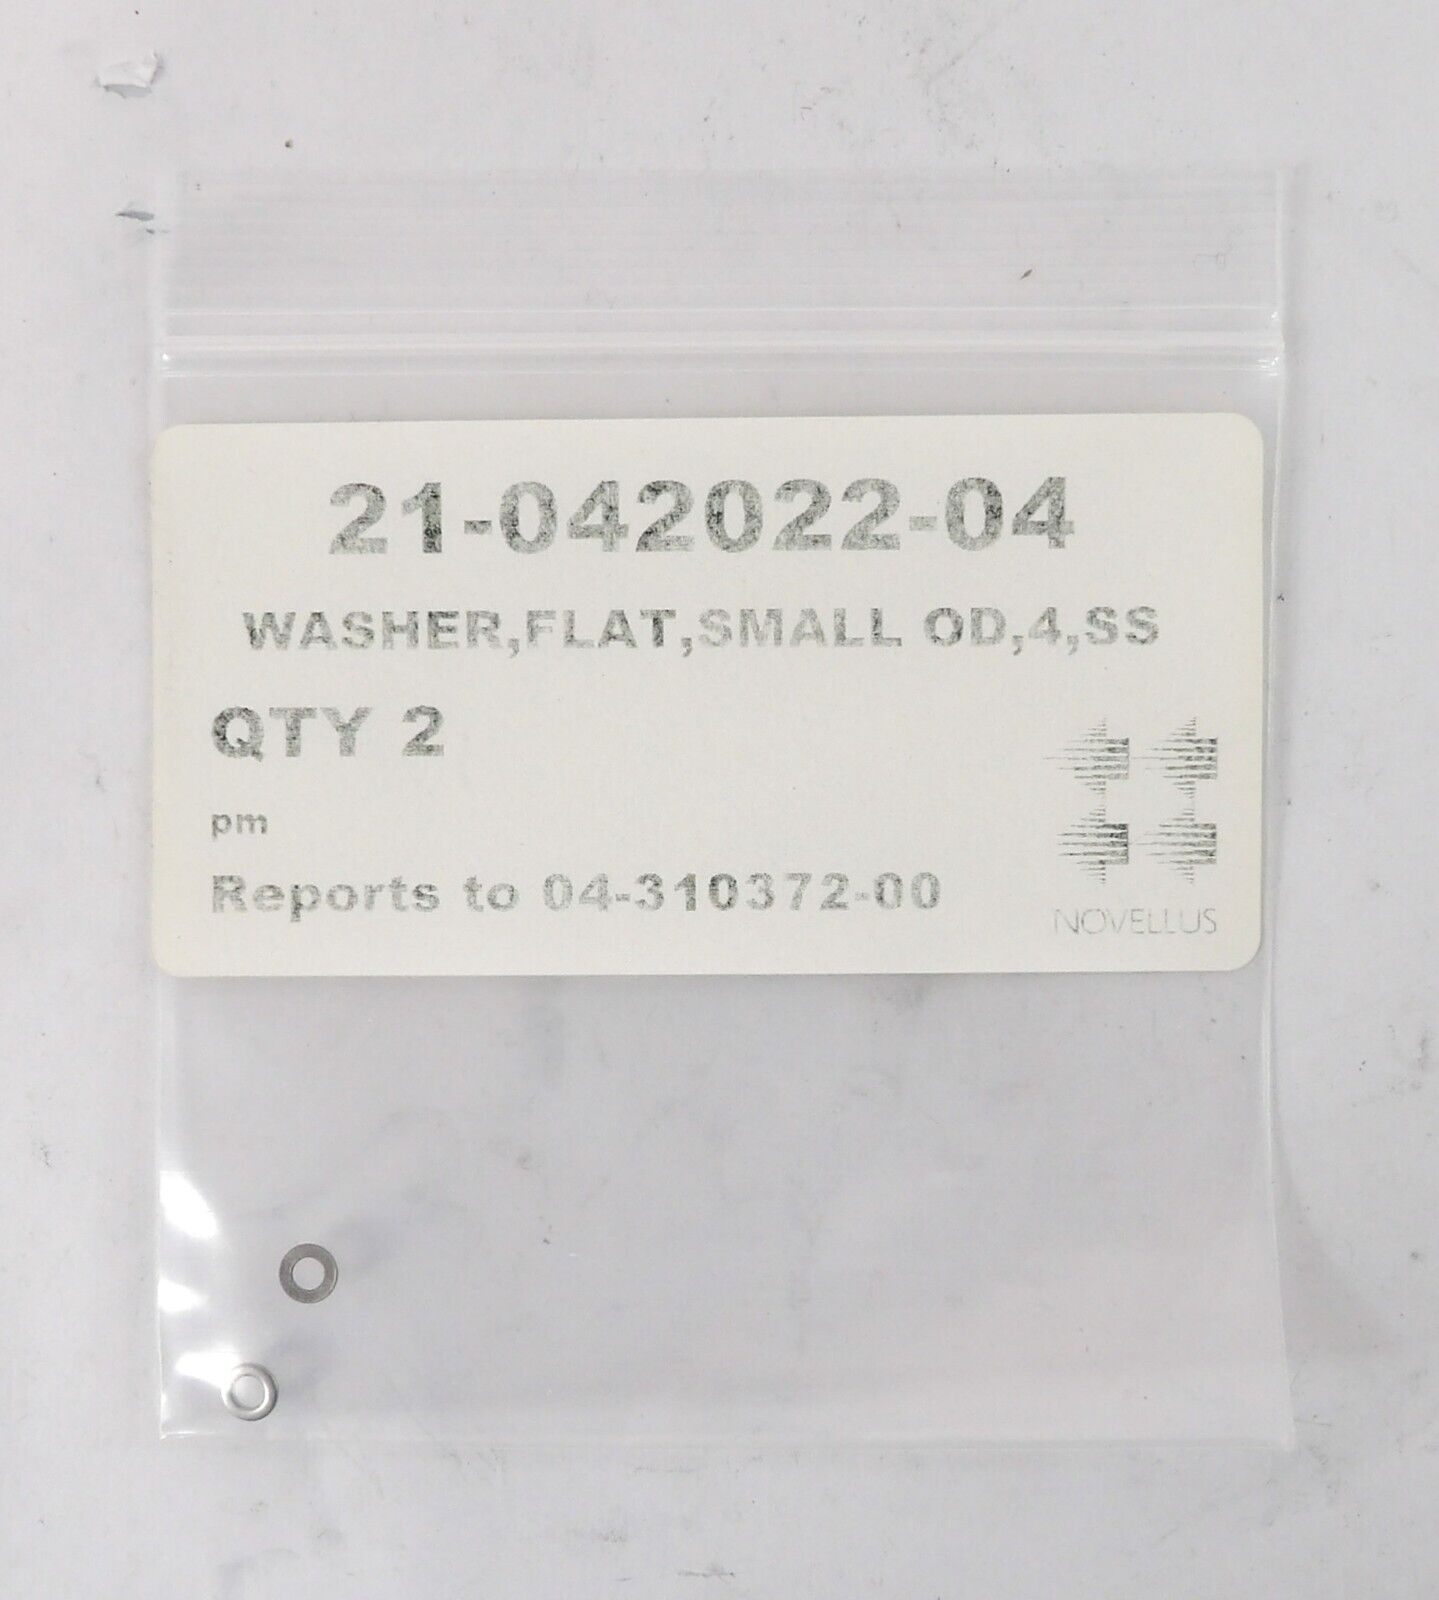 21-042022-04
WASHER,FLAT,SMALL OD,4,SS
QTY 2
pm
Reports to 04-310372-00
NOVELLUS